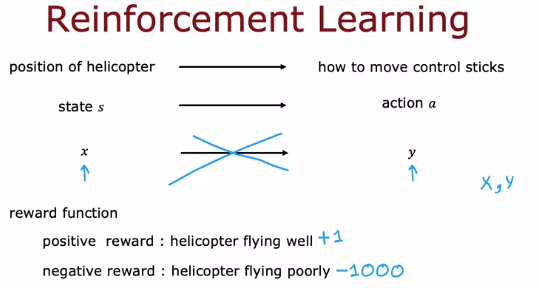 Reinforcement Learning
position of helicopter → how to move control sticks
state s → action a
x → y
X, Y
reward function
positive reward : helicopter flying well +1
negative reward : helicopter flying poorly −1000